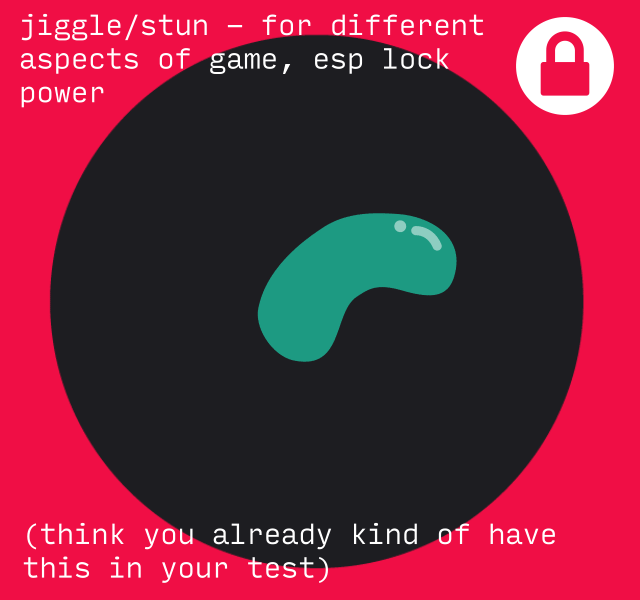 jiggle/stun – for different
aspects of game, esp lock
power
(think you already kind of have
this in your test)